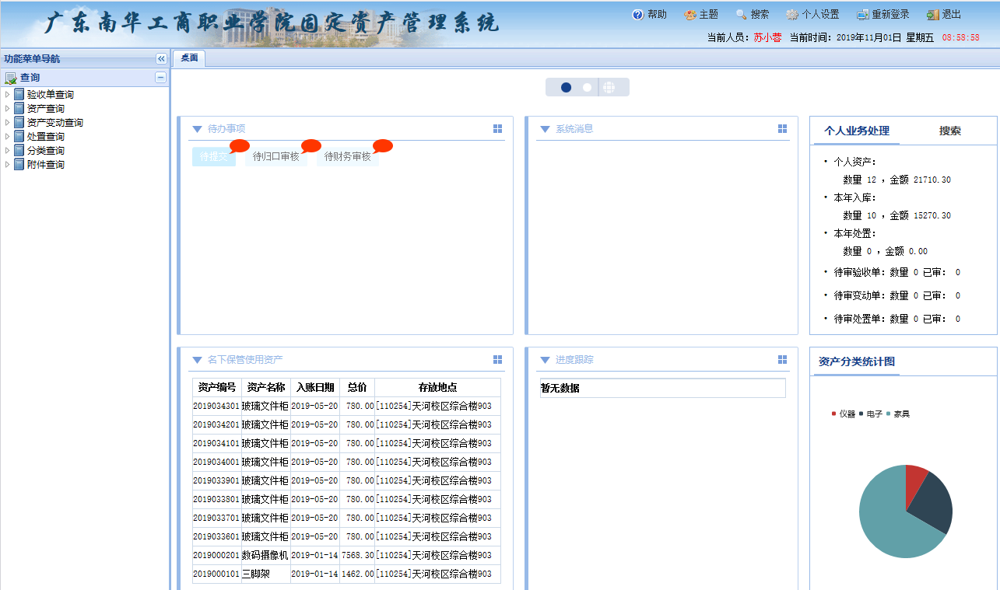 广东南华工商职业学院固定资产管理系统
帮助 主题 搜索 个人设置 重新登录 退出
当前人员：苏小蓉 当前时间：2019年11月01日 星期五 08:58:58
功能菜单导航
查询
验收单查询
资产查询
资产变动查询
处置查询
分类查询
附件查询
桌面
待办事项
待提交 待归口审核 待财务审核
系统消息
个人业务处理 搜索
• 个人资产：
数量 12 ，金额 21710.30
• 本年入库：
数量 10 ，金额 15270.30
• 本年处置：
数量 0 ，金额 0.00
• 待审验收单：数量 0 已审： 0
• 待审变动单：数量 0 已审： 0
• 待审处置单：数量 0 已审： 0
名下保管使用资产
资产编号 资产名称 入账日期 总价 存放地点
2019034301 玻璃文件柜 2019-05-20 780.00 [110254]天河校区综合楼903
2019034201 玻璃文件柜 2019-05-20 780.00 [110254]天河校区综合楼903
2019034101 玻璃文件柜 2019-05-20 780.00 [110254]天河校区综合楼903
2019034001 玻璃文件柜 2019-05-20 780.00 [110254]天河校区综合楼903
2019033901 玻璃文件柜 2019-05-20 780.00 [110254]天河校区综合楼903
2019033801 玻璃文件柜 2019-05-20 780.00 [110254]天河校区综合楼903
2019033701 玻璃文件柜 2019-05-20 780.00 [110254]天河校区综合楼903
2019033601 玻璃文件柜 2019-05-20 780.00 [110254]天河校区综合楼903
2019000201 数码摄像机 2019-01-14 7568.30 [110254]天河校区综合楼903
2019000101 三脚架 2019-01-14 1462.00 [110254]天河校区综合楼903
进度跟踪
暂无数据
资产分类统计图
仪器 电子 家具